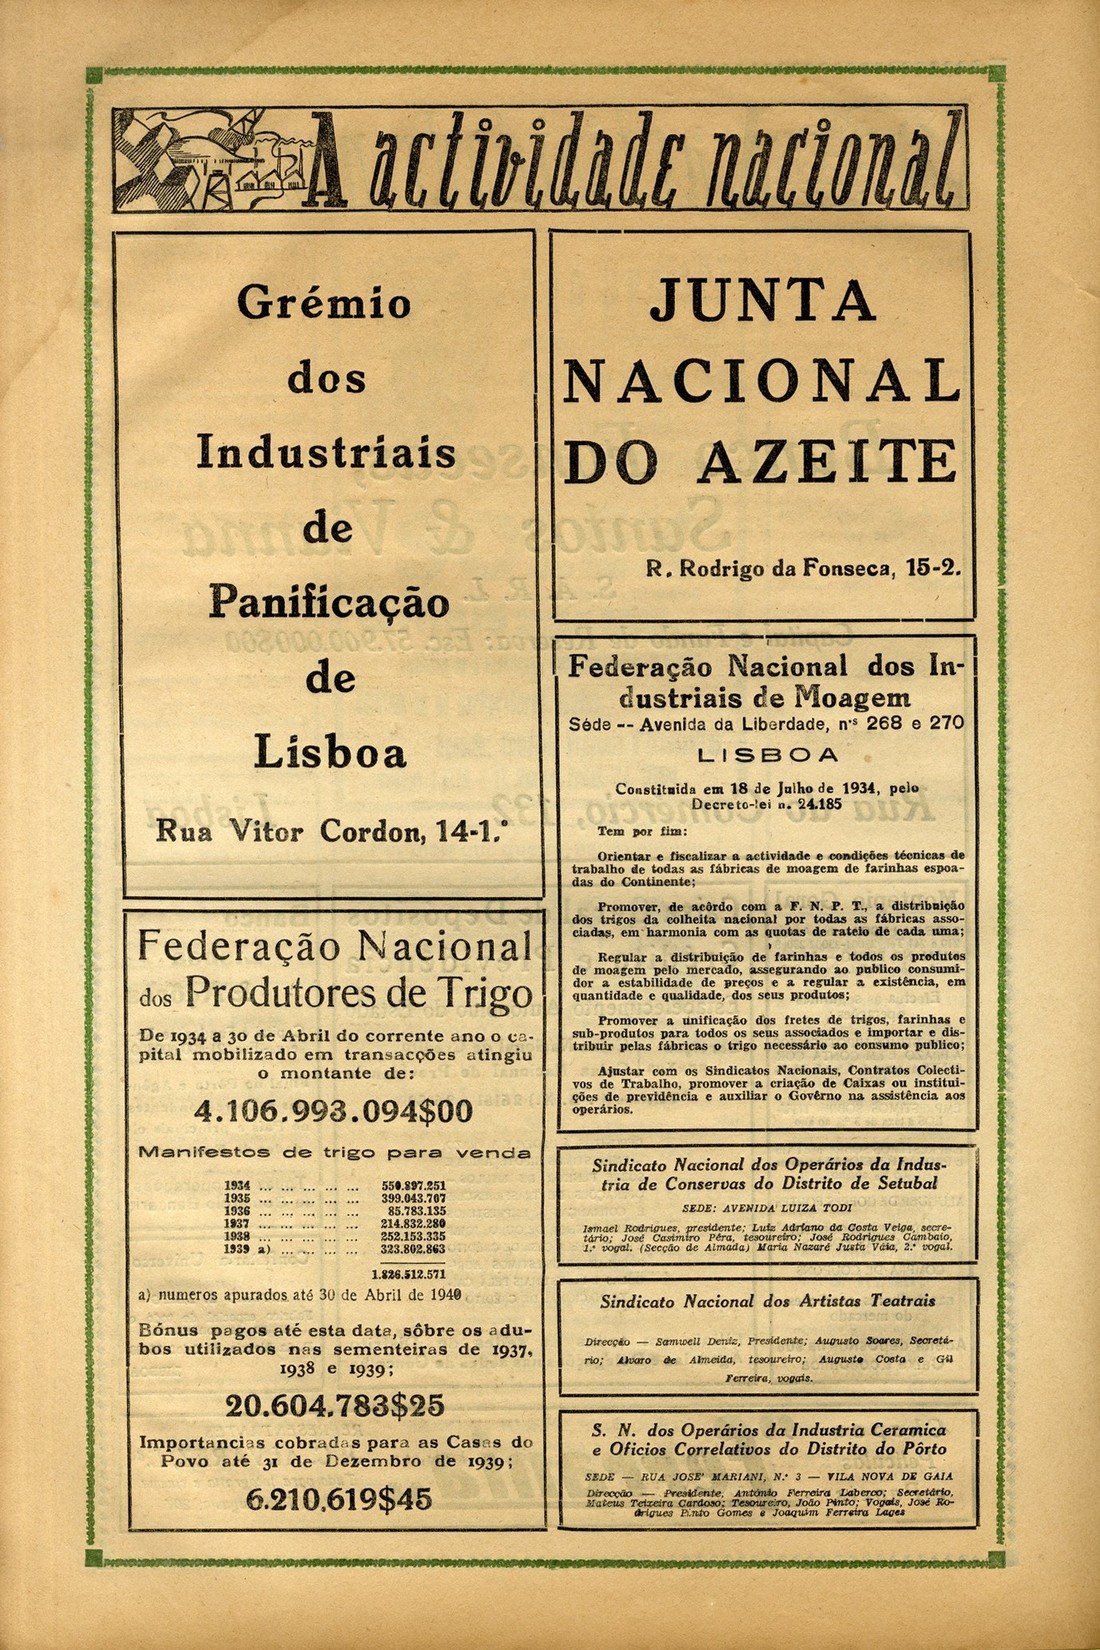 A actividade nacional
Grémio
dos
Industriais
de
Panificação
de
Lisboa
Rua Vitor Cordon, 14-1.º
Federação Nacional
dos Produtores de Trigo
De 1934 a 30 de Abril do corrente ano o ca-
pital mobilizado em transacções atingiu
o montante de:
4.106.993.094$00
Manifestos de trigo para venda
1934 ... ... ... ... ... 550.897.251
1935 ... ... ... ... ... 399.043.707
1936 ... ... ... ... ... 85.783.135
1937 ... ... ... ... ... 214.832.280
1938 ... ... ... ... ... 252.153.335
1939 a) ... ... ... ... 323.802.863
1.826.512.571
a) numeros apurados até 30 de Abril de 1940.
Bónus pagos até esta data, sôbre os adu-
bos utilizados nas sementeiras de 1937,
1938 e 1939;
20.604.783$25
Importancias cobradas para as Casas do
Povo até 31 de Dezembro de 1939;
6.210,619$45
JUNTA
NACIONAL
DO AZEITE
R. Rodrigo da Fonseca, 15-2.
Federação Nacional dos In-
dustriais de Moagem
Séde -- Avenida da Liberdade, n.ºs 268 e 270
LISBOA
Constituida em 18 de Julho de 1934, pelo
Decreto-lei n. 24.185
Tem por fim:
Orientar e fiscalizar a actividade e condições técnicas de
trabalho de todas as fábricas de moagem de farinhas espoa-
das do Continente;
Promover, de acôrdo com a F. N. P. T., a distribuição
dos trigos da colheita nacional por todas as fábricas asso-
ciadas, em harmonia com as quotas de rateio de cada uma;
Regular a distribuição de farinhas e todos os produtos
de moagem pelo mercado, assegurando ao publico consumi-
dor a estabilidade de preços e a regular a existência, em
quantidade e qualidade, dos seus produtos;
Promover a unificação dos fretes de trigos, farinhas e
sub-produtos para todos os seus associados e importar e dis-
tribuir pelas fábricas o trigo necessário ao consumo publico;
Ajustar com os Sindicatos Nacionais, Contratos Colecti-
vos de Trabalho, promover a criação de Caixas ou institui-
ções de previdência e auxiliar o Govêrno na assistência aos
operários.
Sindicato Nacional dos Operários da Indus-
tria de Conservas do Distrito de Setubal
SEDE: AVENIDA LUIZA TODI
Ismael Rodrigues, presidente; Luiz Adriano da Costa Veiga, secre-
tário; José Casimiro Pêra, tesoureiro; José Rodrigues Cambaio,
1.º vogal. (Secção de Almada) Maria Nazaré Justa Váia, 2.º vogal.
Sindicato Nacional dos Artistas Teatrais
Direcção — Samwell Deniz, Presidente; Augusto Soares, Secretá-
rio; Alvaro de Almeida, tesoureiro; Augusto Costa e Gil
Ferreira, vogais.
S. N. dos Operários da Industria Ceramica
e Oficios Correlativos do Distrito do Pôrto
SEDE — RUA JOSE' MARIANI, N.º 3 — VILA NOVA DE GAIA
Direcção — Presidente, António Ferreira Laberco; Secretário,
Mateus Teizeira Cardoso; Tesoureiro, João Pinto; Vogais, José Ro-
drigues Pinto Gomes e Joaquim Ferreira Lages